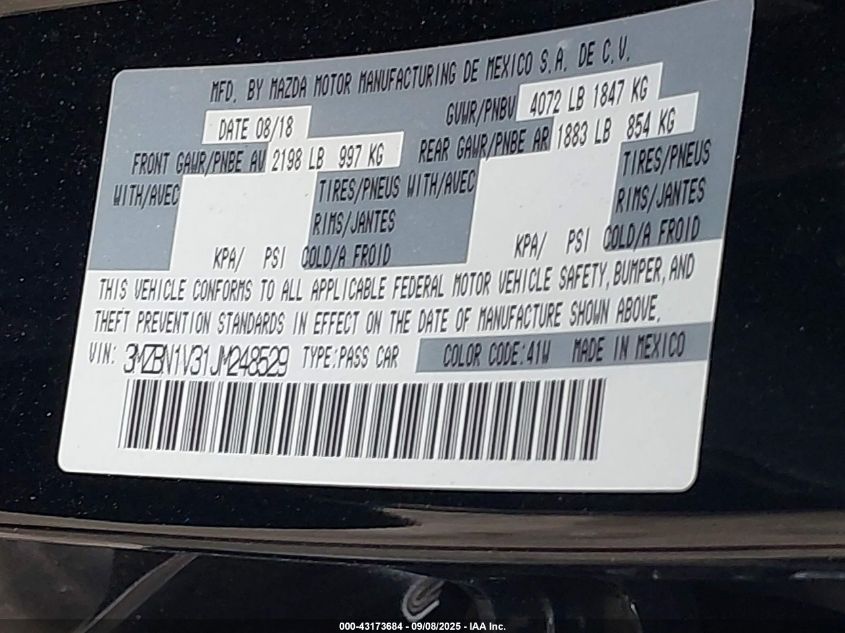 MFD. BY MAZDA MOTOR MANUFACTURING DE MEXICO S.A. DE C.V.
DATE 08/18 GVWR/PNBV 4072 LB 1847 KG
FRONT GAWR/PNBE AV 2198 LB 997 KG REAR GAWR/PNBE AR 1883 LB 854 KG
WITH/AVEC TIRES/PNEUS WITH/AVEC TIRES/PNEUS
RIMS/JANTES RIMS/JANTES
KPA/ PSI COLD/A FROID KPA/ PSI COLD/A FROID
THIS VEHICLE CONFORMS TO ALL APPLICABLE FEDERAL MOTOR VEHICLE SAFETY, BUMPER, AND
THEFT PREVENTION STANDARDS IN EFFECT ON THE DATE OF MANUFACTURE SHOWN ABOVE.
VIN: 3MZBN1V31JM248529 TYPE:PASS CAR COLOR CODE:41W MADE IN MEXICO
000-43173684 - 09/08/2025 - IAA Inc.